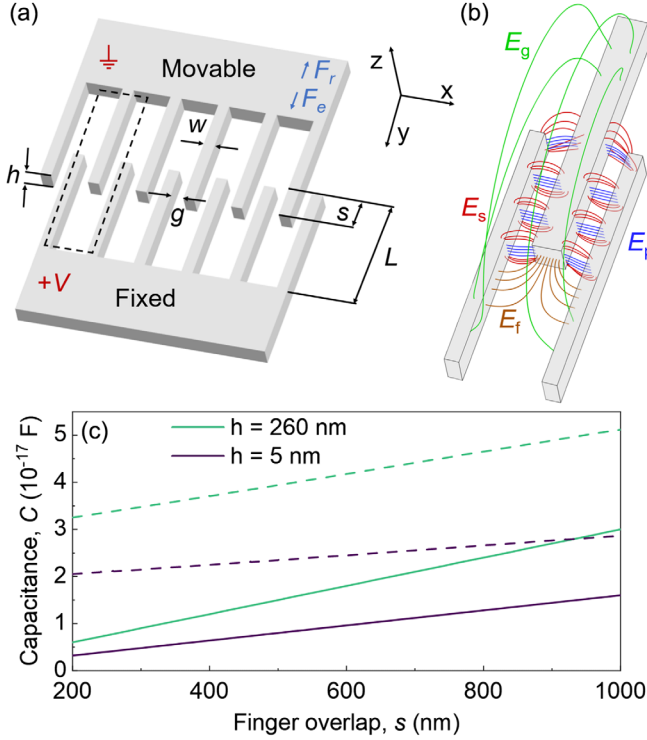 (a)
Movable
F_r
F_e
w
h
g
s
L
+V
Fixed
z
x
y
(b)
E_g
E_s
E_f
(c)
h = 260 nm
h = 5 nm
Capacitance, C (10⁻¹⁷ F)
5
4
3
2
1
0
200
400
600
800
1000
Finger overlap, s (nm)